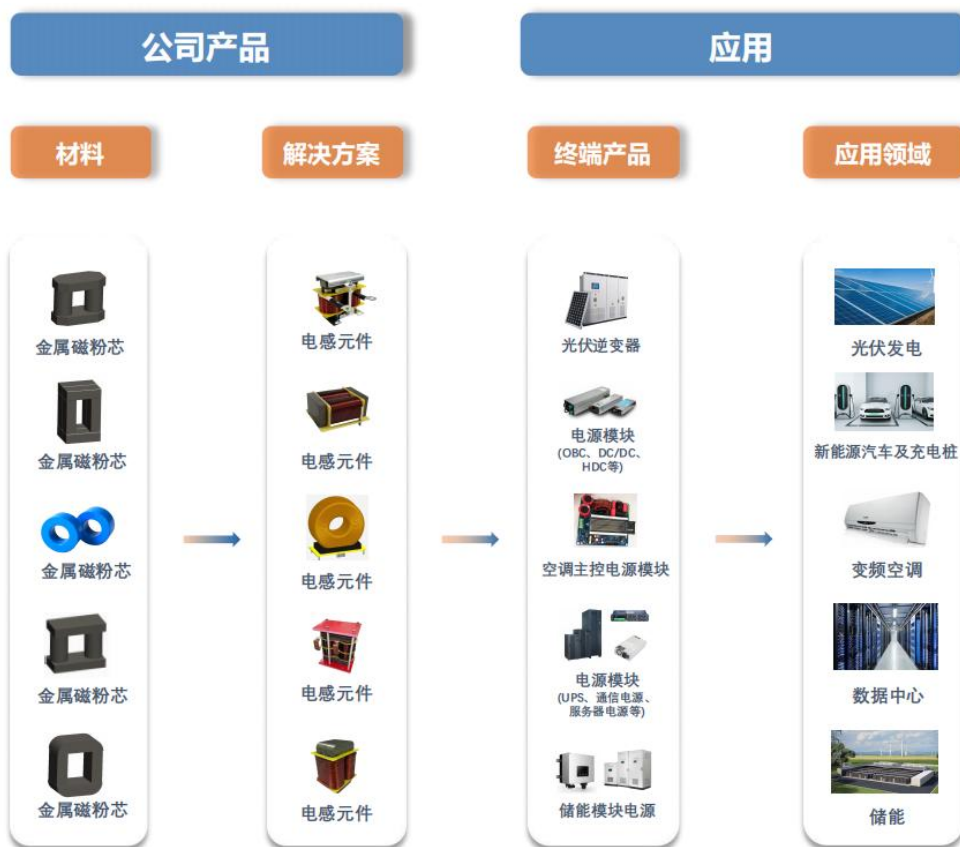 公司产品
应用
材料
解决方案
终端产品
应用领域
金属磁粉芯
金属磁粉芯
金属磁粉芯
金属磁粉芯
金属磁粉芯
电感元件
电感元件
电感元件
电感元件
电感元件
光伏逆变器
电源模块
(OBC、DC/DC、
HDC等)
空调主控电源模块
电源模块
(UPS、通信电源、
服务器电源等)
储能模块电源
光伏发电
新能源汽车及充电桩
变频空调
数据中心
储能